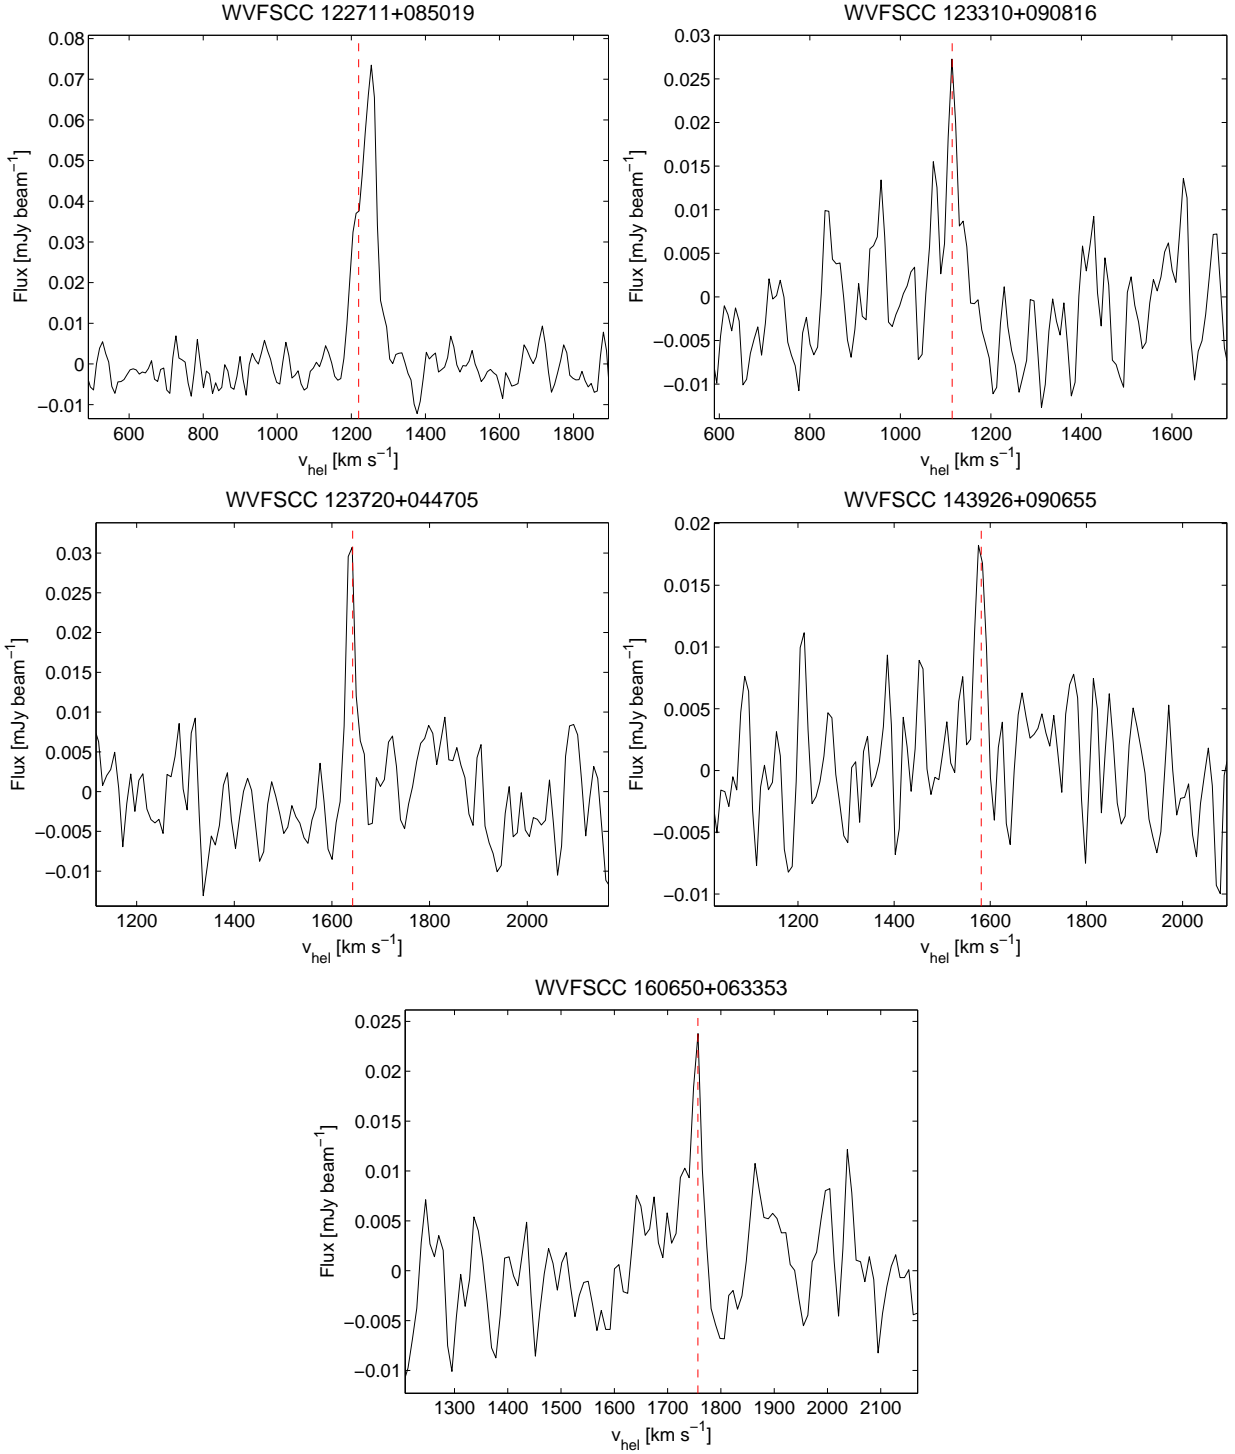 WVFSCC 122711+085019
0.08
0.07
0.06
0.05
0.04
0.03
0.02
0.01
0
−0.01
Flux [mJy beam−1]
600 800 1000 1200 1400 1600 1800
vhel [km s−1]
WVFSCC 123310+090816
0.03
0.025
0.02
0.015
0.01
0.005
0
−0.005
−0.01
Flux [mJy beam−1]
600 800 1000 1200 1400 1600
vhel [km s−1]
WVFSCC 123720+044705
0.03
0.025
0.02
0.015
0.01
0.005
0
−0.005
−0.01
Flux [mJy beam−1]
1200 1400 1600 1800 2000
vhel [km s−1]
WVFSCC 143926+090655
0.02
0.015
0.01
0.005
0
−0.005
−0.01
Flux [mJy beam−1]
1200 1400 1600 1800 2000
vhel [km s−1]
WVFSCC 160650+063353
0.025
0.02
0.015
0.01
0.005
0
−0.005
−0.01
Flux [mJy beam−1]
1300 1400 1500 1600 1700 1800 1900 2000 2100
vhel [km s−1]